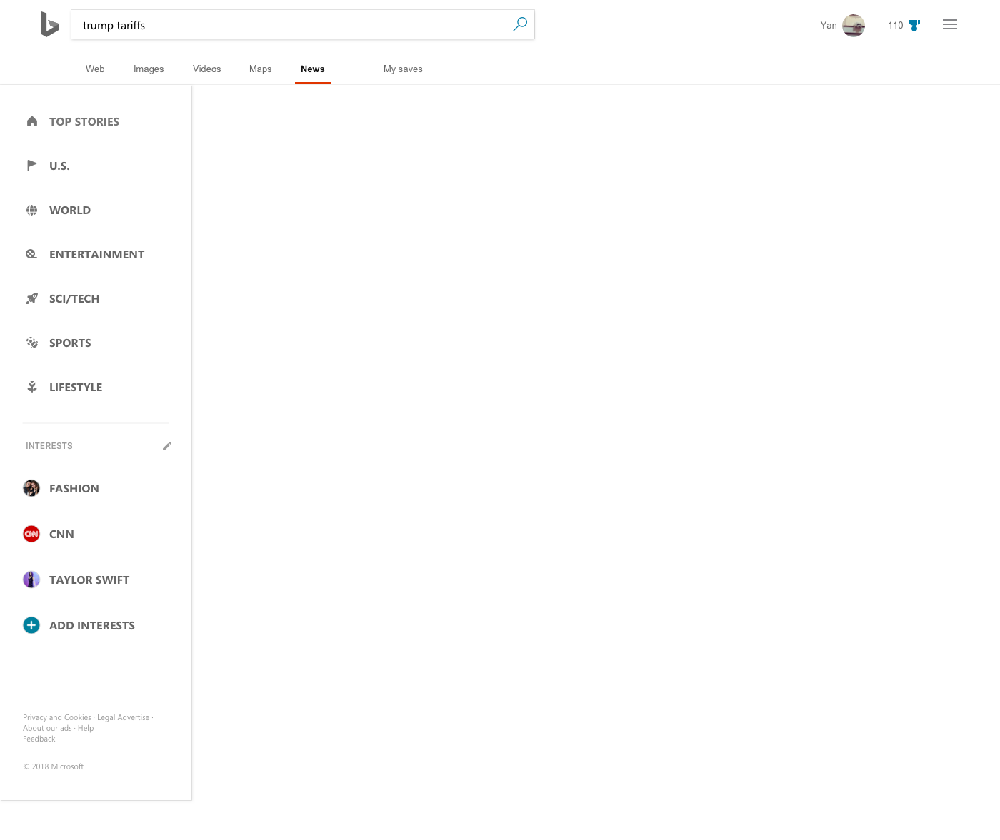 trump tariffs
Yan
110
Web
Images
Videos
Maps
News
My saves
TOP STORIES
U.S.
WORLD
ENTERTAINMENT
SCI/TECH
SPORTS
LIFESTYLE
INTERESTS
FASHION
CNN
CNN
TAYLOR SWIFT
ADD INTERESTS
Privacy and Cookies · Legal Advertise ·
About our ads · Help
Feedback
© 2018 Microsoft